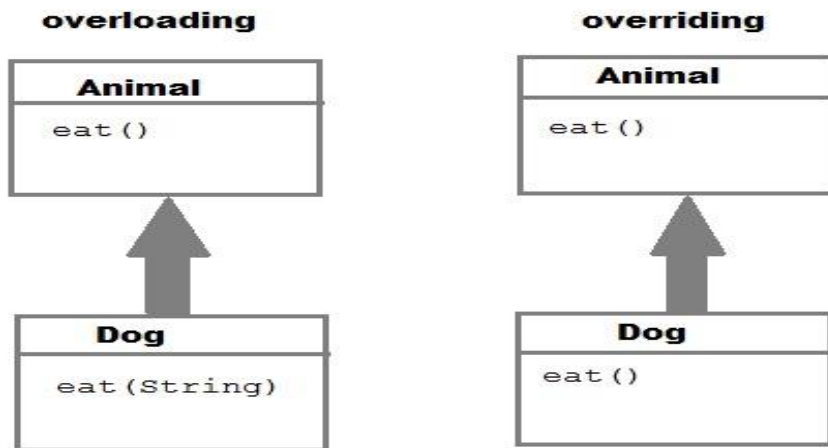 overloading
Animal
eat()
Dog
eat(String)
overriding
Animal
eat()
Dog
eat()